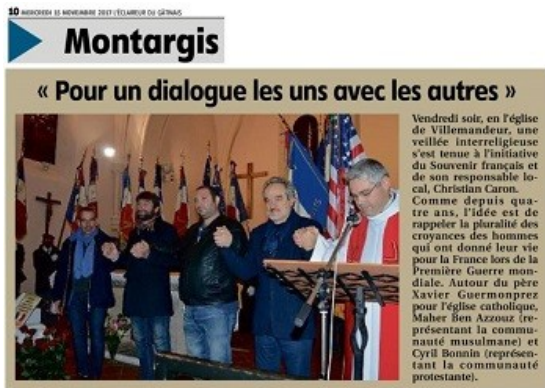 10 MERCREDI 15 NOVEMBRE 2017 L'ÉCLAIREUR DU GÂTINAIS
Montargis
« Pour un dialogue les uns avec les autres »
Vendredi soir, en l'église
de Villemandeur, une
veillée interreligieuse
s'est tenue à l'initiative
du Souvenir français et
de son responsable lo-
cal, Christian Caron.
Comme depuis qua-
tre ans, l'idée est de
rappeler la pluralité des
croyances des hommes
qui ont donné leur vie
pour la France lors de la
Première Guerre mon-
diale. Autour du père
Xavier Guermonprez
pour l'église catholique,
Maher Ben Azzouz (re-
présentant la commu-
nauté musulmane) et
Cyril Bonnin (représen-
tant la communauté
protestante).